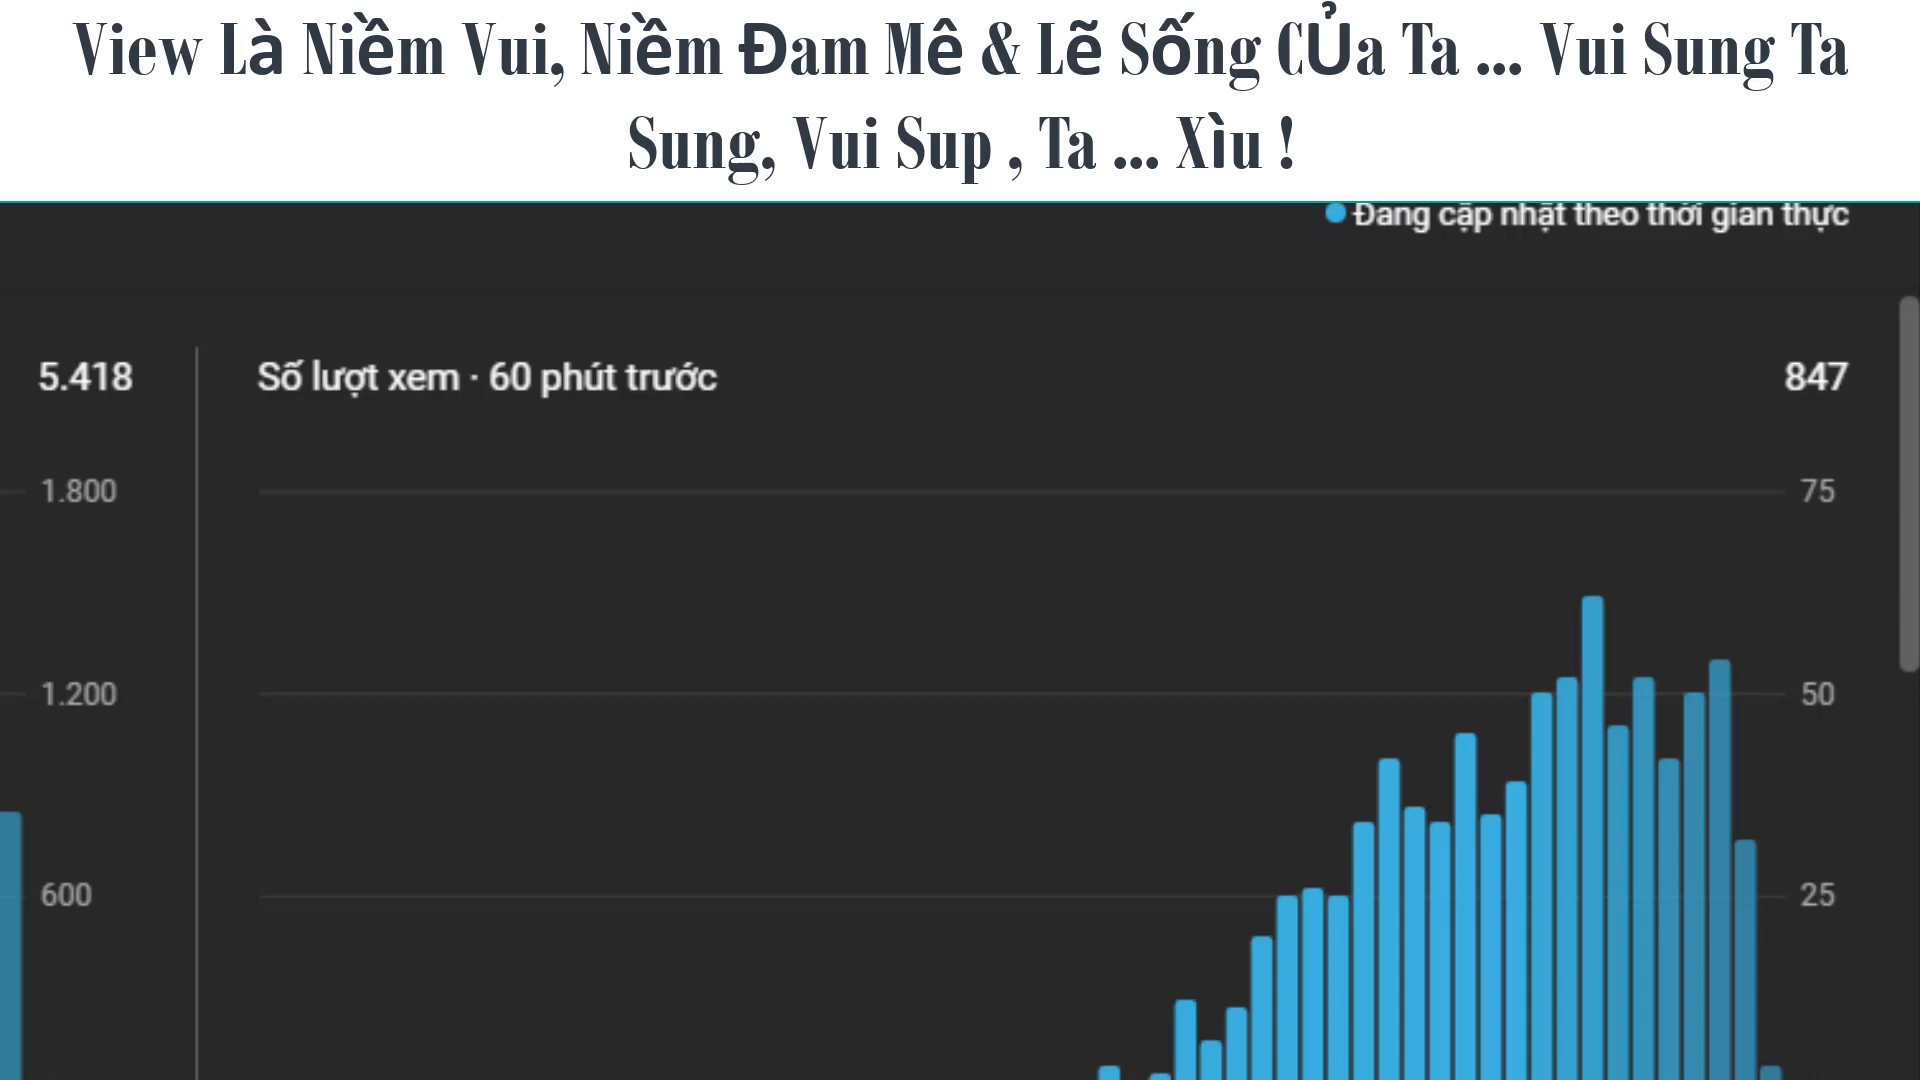 View Là Niềm Vui, Niềm Đam Mê & Lẽ Sống CỦa Ta ... Vui Sung Ta
Sung, Vui Sup , Ta ... Xìu !
Đang cập nhật theo thời gian thực
5.418
Số lượt xem · 60 phút trước
847
1.800
75
1.200
50
600
25